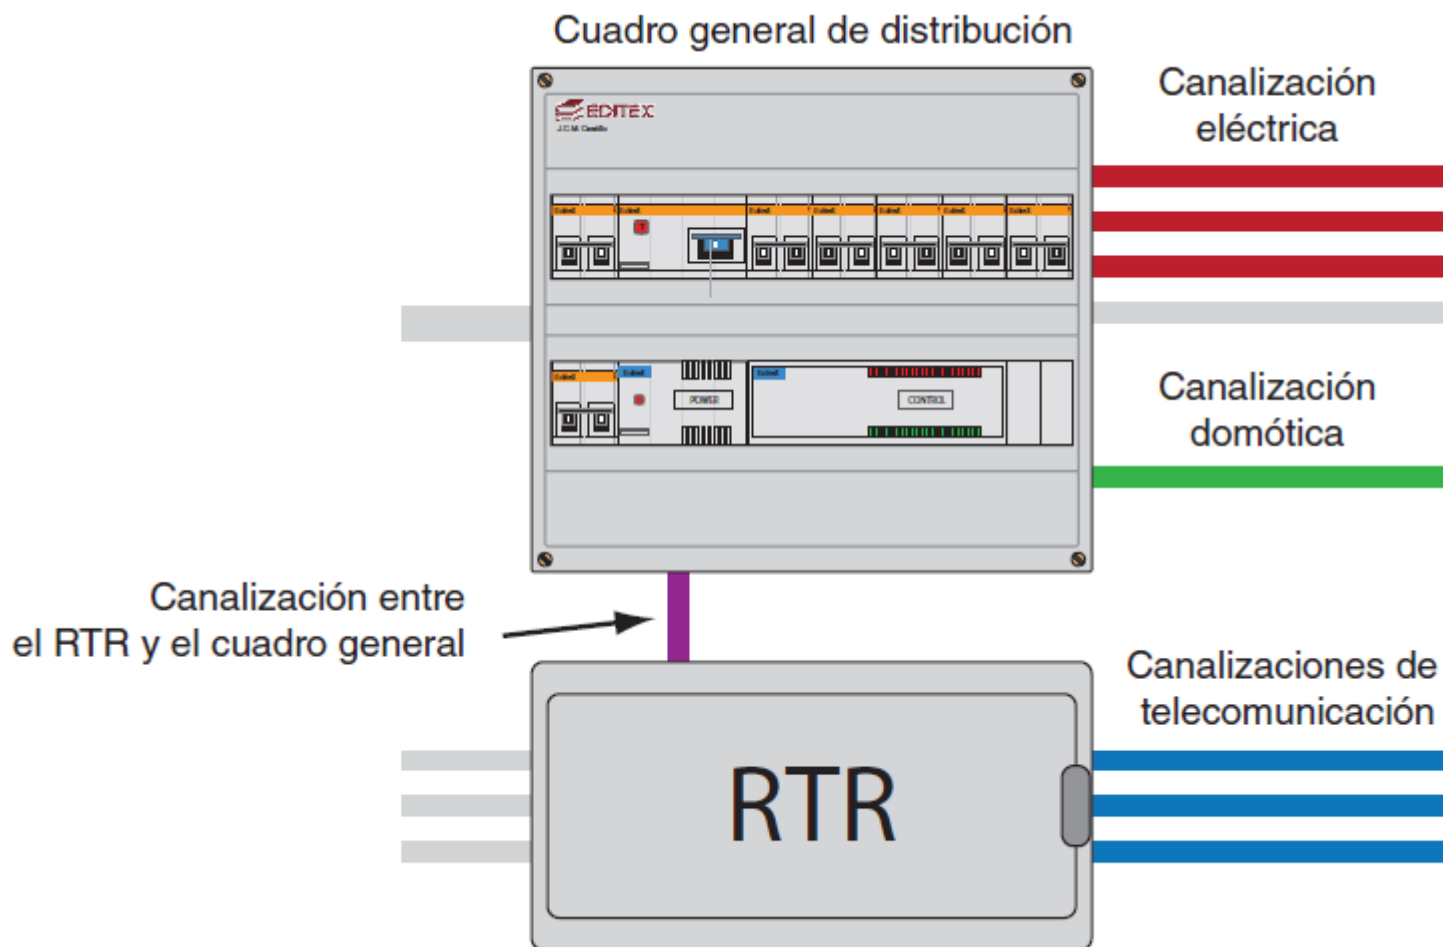 Cuadro general de distribución
EDITEX
J.C.M. Castillo
Canalización
eléctrica
POWER
CONTROL
Canalización
domótica
Canalización entre
el RTR y el cuadro general
Canalizaciones de
telecomunicación
RTR